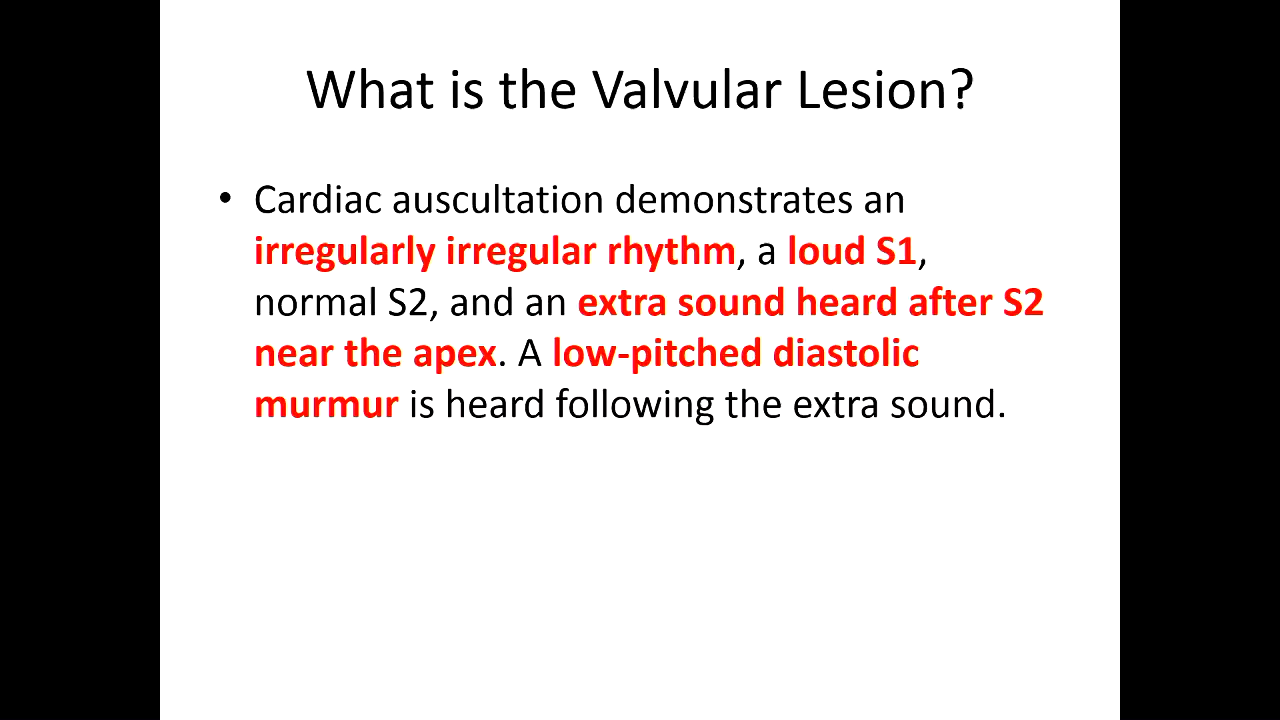 What is the Valvular Lesion?
• Cardiac auscultation demonstrates an
irregularly irregular rhythm, a loud S1,
normal S2, and an extra sound heard after S2
near the apex. A low-pitched diastolic
murmur is heard following the extra sound.